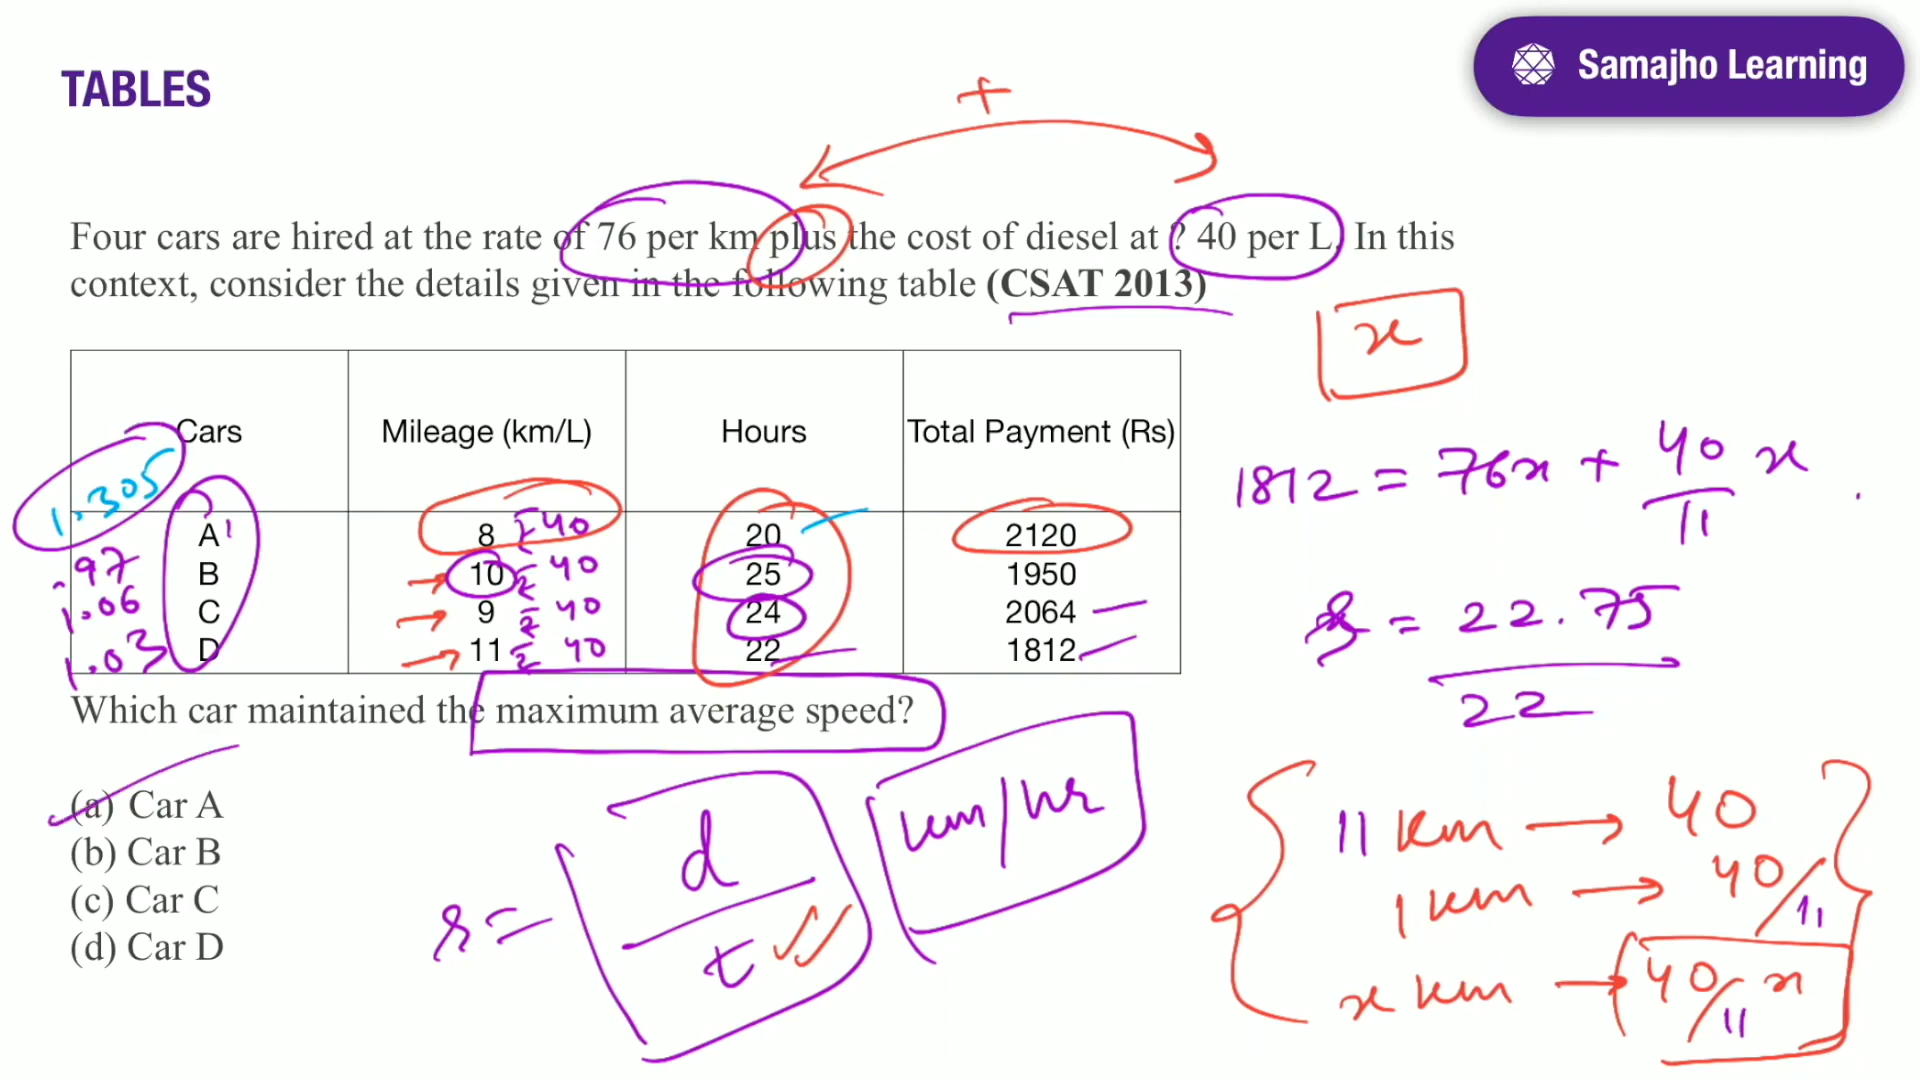 Samajho Learning
TABLES
+
Four cars are hired at the rate of 76 per km plus the cost of diesel at ? 40 per L. In this
context, consider the details given in the following table (CSAT 2013)
x
Cars Mileage (km/L) Hours Total Payment (Rs)
1.305
A 8 = 40 20 2120
.97 B 10 = 40 25 1950
1.06 C 9 = 40 24 2064
1.03 D 11 = 40 22 1812
1812 = 76x + 40/11 x
s = 22.75
22
Which car maintained the maximum average speed?
(a) Car A
(b) Car B
(c) Car C
(d) Car D
s = d/t
km/hr
11 km → 40
1 km → 40/11
x km → 40/11 x